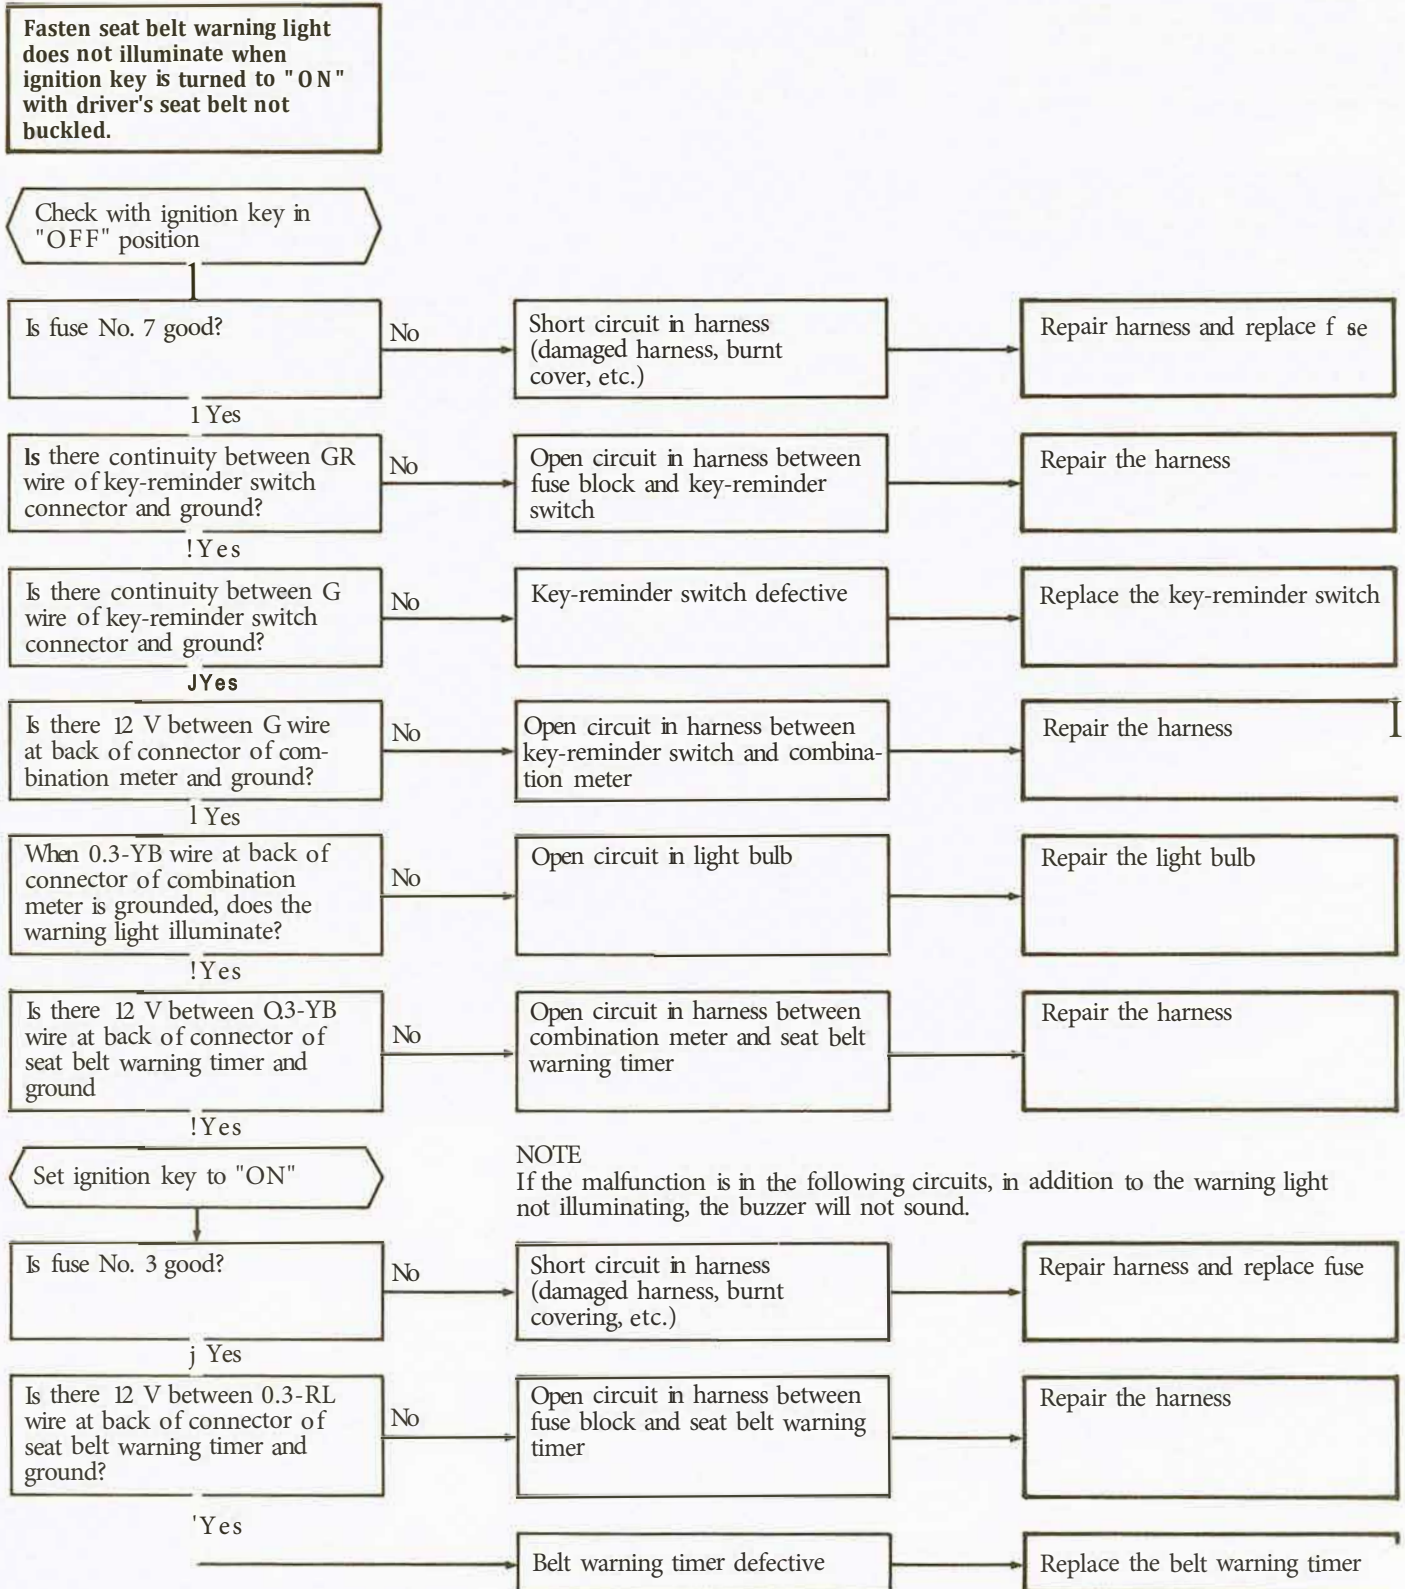 Fasten seat belt warning light
does not illuminate when
ignition key is turned to "ON"
with driver's seat belt not
buckled.
Check with ignition key in
"OFF" position
Is fuse No. 7 good?
No
Short circuit in harness
(damaged harness, burnt
cover, etc.)
Repair harness and replace f se
Yes
Is there continuity between GR
wire of key-reminder switch
connector and ground?
No
Open circuit in harness between
fuse block and key-reminder
switch
Repair the harness
Yes
Is there continuity between G
wire of key-reminder switch
connector and ground?
No
Key-reminder switch defective
Replace the key-reminder switch
Yes
Is there 12 V between G wire
at back of connector of com-
bination meter and ground?
No
Open circuit in harness between
key-reminder switch and combina-
tion meter
Repair the harness
Yes
When 0.3-YB wire at back of
connector of combination
meter is grounded, does the
warning light illuminate?
No
Open circuit in light bulb
Repair the light bulb
Yes
Is there 12 V between O.3-YB
wire at back of connector of
seat belt warning timer and
ground
No
Open circuit in harness between
combination meter and seat belt
warning timer
Repair the harness
Yes
Set ignition key to "ON"
NOTE
If the malfunction is in the following circuits, in addition to the warning light
not illuminating, the buzzer will not sound.
Is fuse No. 3 good?
No
Short circuit in harness
(damaged harness, burnt
covering, etc.)
Repair harness and replace fuse
Yes
Is there 12 V between 0.3-RL
wire at back of connector of
seat belt warning timer and
ground?
No
Open circuit in harness between
fuse block and seat belt warning
timer
Repair the harness
Yes
Belt warning timer defective
Replace the belt warning timer